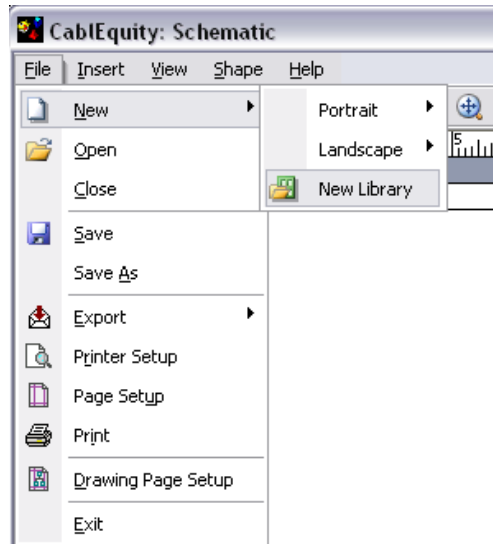 CablEquity: Schematic
File Insert View Shape Help
New Portrait
Open Landscape 5
Close New Library
Save
Save As
Export
Printer Setup
Page Setup
Print
Drawing Page Setup
Exit